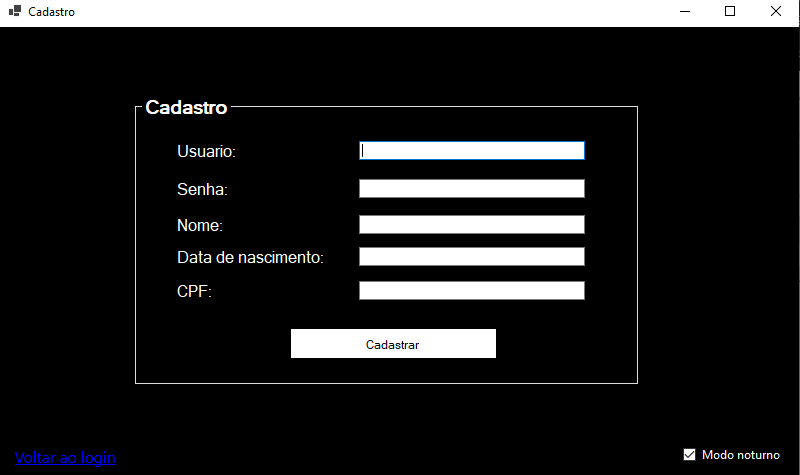 Cadastro
Cadastro
Usuario:
Senha:
Nome:
Data de nascimento:
CPF:
Cadastrar
Voltar ao login
Modo noturno